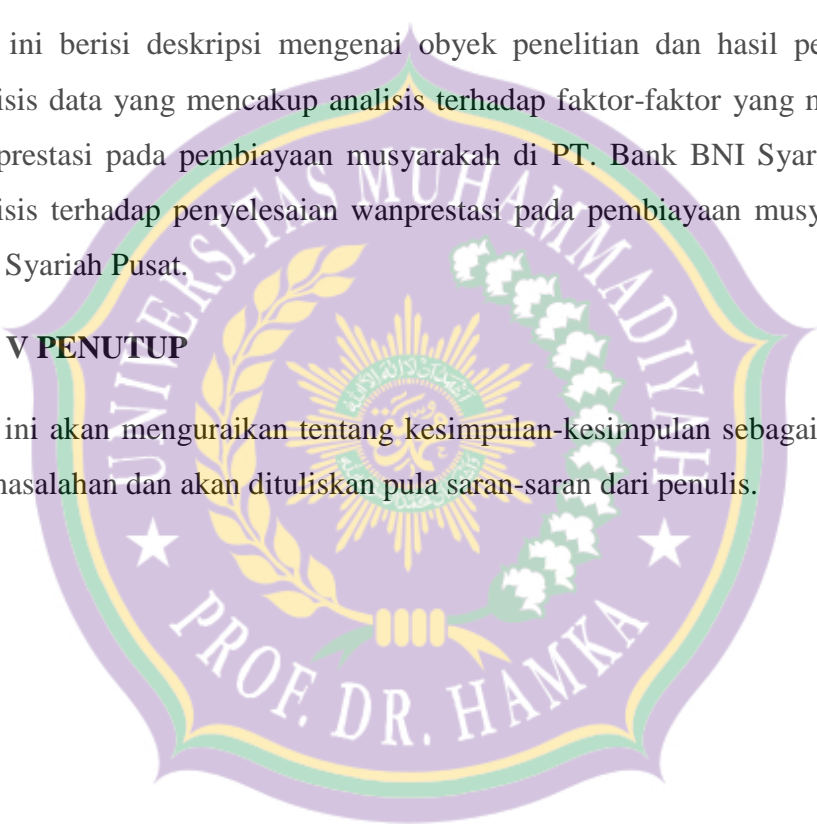 ini berisi deskripsi mengenai obyek penelitian dan hasil pe
isis data yang mencakup analisis terhadap faktor-faktor yang m
prestasi pada pembiayaan musyarakah di PT. Bank BNI Syar
isis terhadap penyelesaian wanprestasi pada pembiayaan musy
Syariah Pusat.
V PENUTUP
ini akan menguraikan tentang kesimpulan-kesimpulan sebagai
nasalahan dan akan dituliskan pula saran-saran dari penulis.
UNIVERSITAS MUHAMMADIYAH
PROF. DR. HAMKA